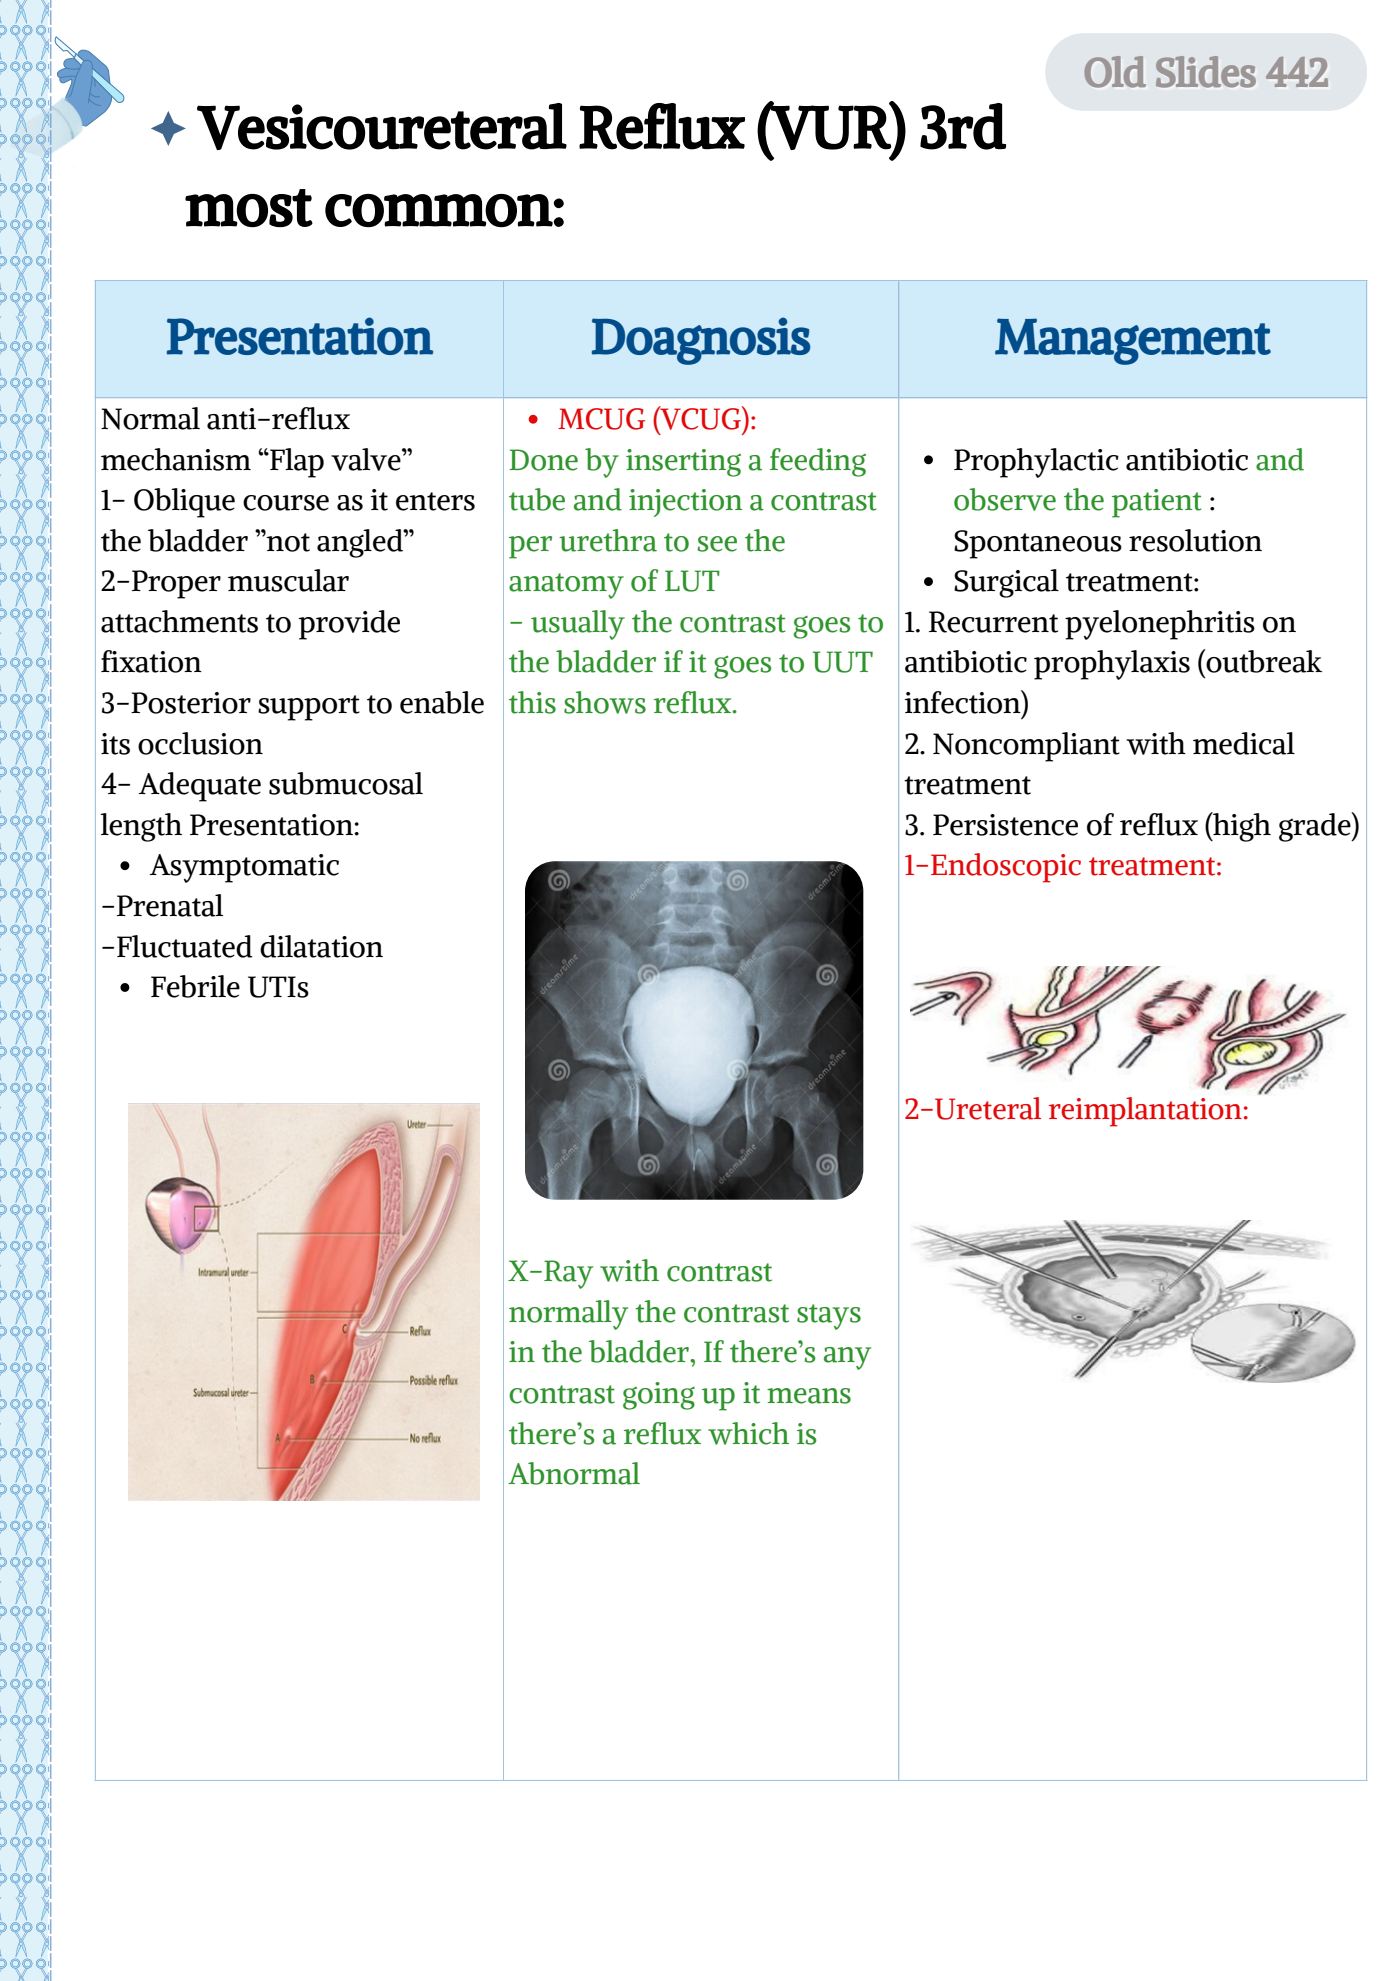 Old Slides 442
Vesicoureteral Reflux (VUR) 3rd
most common:
Presentation
Doagnosis
Management
Normal anti-reflux
mechanism “Flap valve”
1- Oblique course as it enters
the bladder ”not angled”
2-Proper muscular
attachments to provide
fixation
3-Posterior support to enable
its occlusion
4- Adequate submucosal
length Presentation:
• Asymptomatic
-Prenatal
-Fluctuated dilatation
• Febrile UTIs
Ureter
Intramural ureter
C
Reflux
B
Possible reflux
Submucosal ureter
A
No reflux
• MCUG (VCUG):
Done by inserting a feeding
tube and injection a contrast
per urethra to see the
anatomy of LUT
- usually the contrast goes to
the bladder if it goes to UUT
this shows reflux.
dreamstime
dreamstime
dreamstime
dreamstime
dreamstime
dreamstime
X-Ray with contrast
normally the contrast stays
in the bladder, If there’s any
contrast going up it means
there’s a reflux which is
Abnormal
• Prophylactic antibiotic and
observe the patient :
Spontaneous resolution
• Surgical treatment:
1. Recurrent pyelonephritis on
antibiotic prophylaxis (outbreak
infection)
2. Noncompliant with medical
treatment
3. Persistence of reflux (high grade)
1-Endoscopic treatment:
2-Ureteral reimplantation: